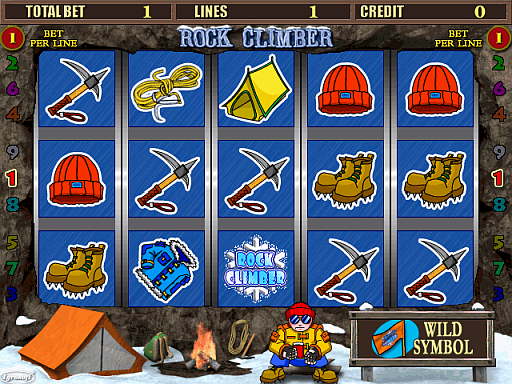 TOTAL BET 1 LINES 1 CREDIT 0
1 BET PER LINE ROCK CLIMBER BET PER LINE 1
2 2
6 6
4 4
9 9
1 1
8 8
5 5
7 7
3 3
ROCK
CLIMBER
WILD
SYMBOL
Igrosoft